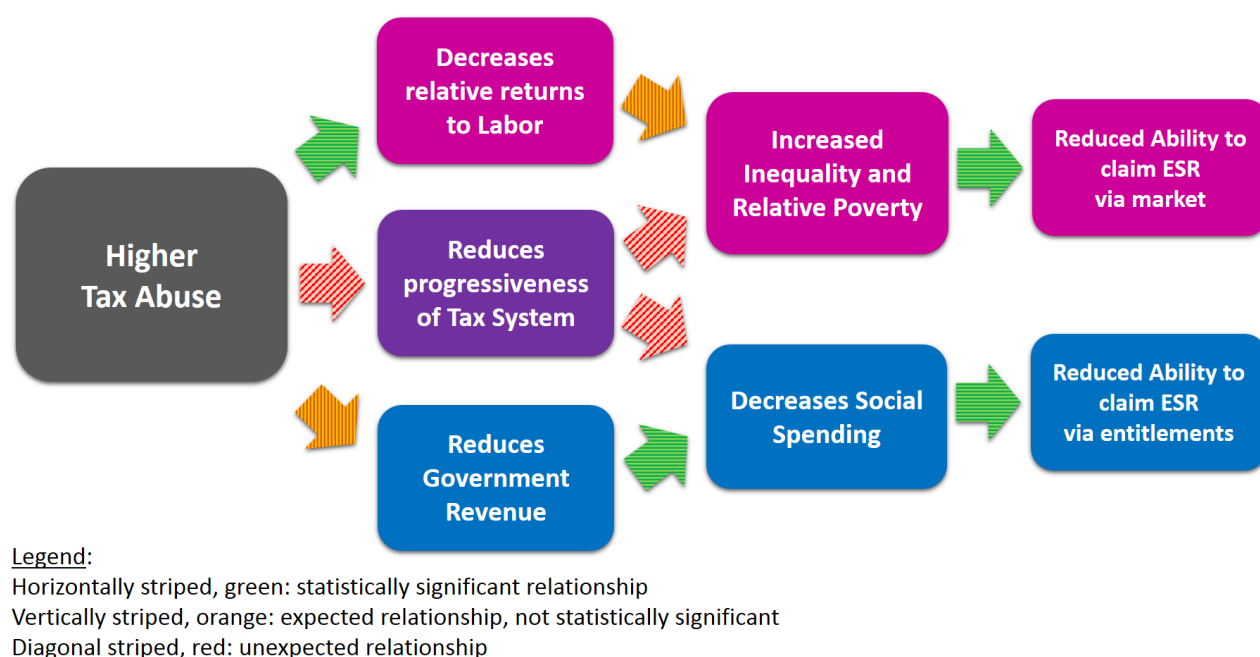 Higher
Tax Abuse
Decreases
relative returns
to Labor
Reduces
progressiveness
of Tax System
Reduces
Government
Revenue
Increased
Inequality and
Relative Poverty
Decreases Social
Spending
Reduced Ability to
claim ESR
via market
Reduced Ability to
claim ESR
via entitlements
Legend:
Horizontally striped, green: statistically significant relationship
Vertically striped, orange: expected relationship, not statistically significant
Diagonal striped, red: unexpected relationship